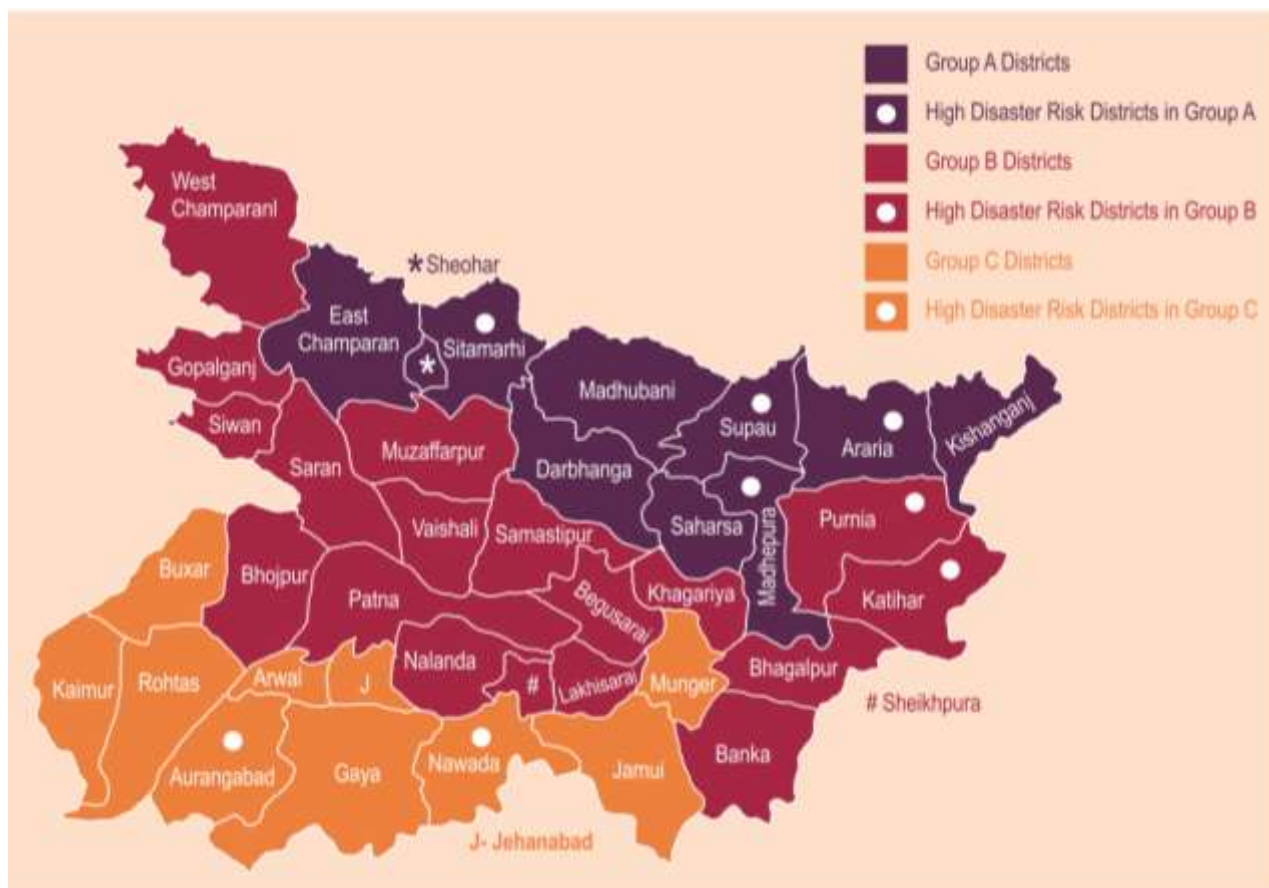 Group A Districts
High Disaster Risk Districts in Group A
Group B Districts
High Disaster Risk Districts in Group B
Group C Districts
High Disaster Risk Districts in Group C
West
Champaranl
* Sheohar
East
Champaran
*
Sitamarhi
Gopalganj
Madhubani
Siwan
Supau
Araria
Kishanganj
Saran
Muzaffarpur
Darbhanga
Saharsa
Madhepura
Purnia
Vaishali
Samastipur
Buxar
Bhojpur
Patna
Begusarai
Khagariya
Katihar
Kaimur
Rohtas
Arwal
J
Nalanda
#
Lakhisarai
Munger
Bhagalpur
# Sheikhpura
Aurangabad
Gaya
Nawada
Jamui
Banka
J- Jehanabad